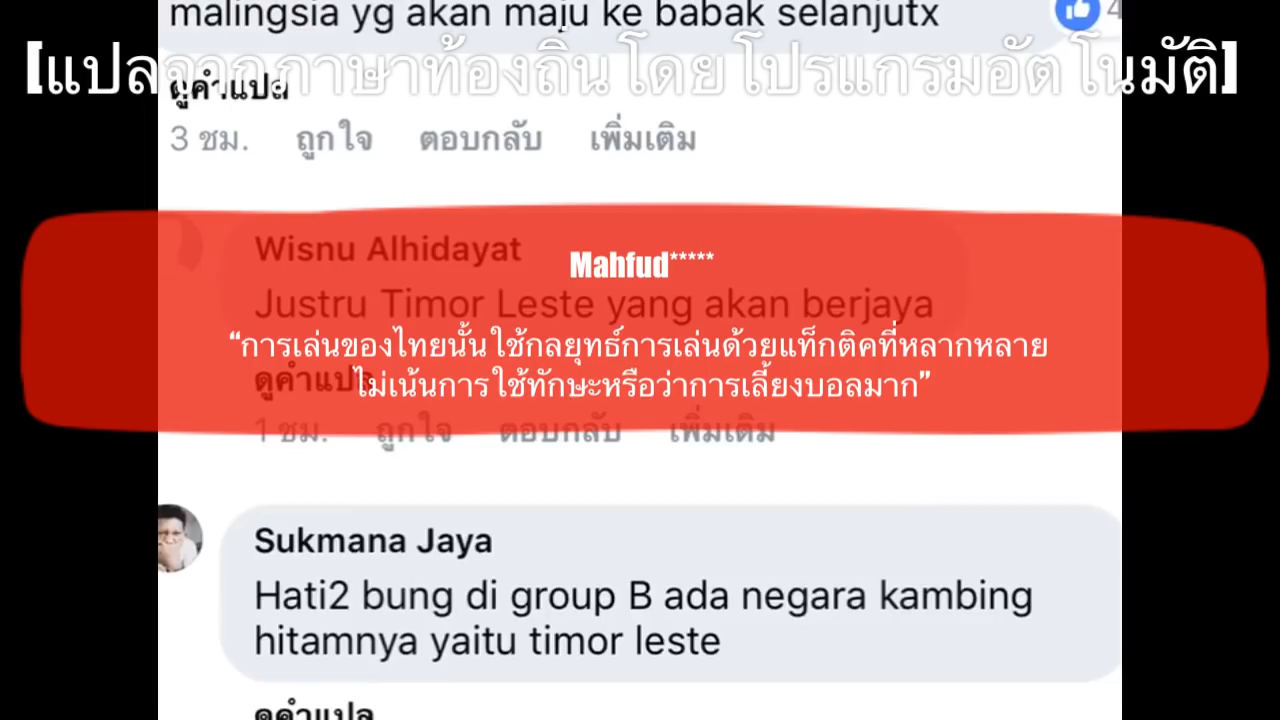 malingsia yg akan maju ke babak selanjutx
4
[แปลจากภาษาท้องถิ่นโดยโปรแกรมอัตโนมัติ]
ดูคำแปล
3 ชม. ถูกใจ ตอบกลับ เพิ่มเติม
Wisnu Alhidayat
Mahfud*****
Justru Timor Leste yang akan berjaya
“การเล่นของไทยนั้นใช้กลยุทธ์การเล่นด้วยแท็กติคที่หลากหลาย
ดูคำแปล
ไม่เน้นการใช้ทักษะหรือว่าการเลี้ยงบอลมาก”
1 ชม. ถูกใจ ตอบกลับ เพิ่มเติม
Sukmana Jaya
Hati2 bung di group B ada negara kambing
hitamnya yaitu timor leste
ดูคำแปล